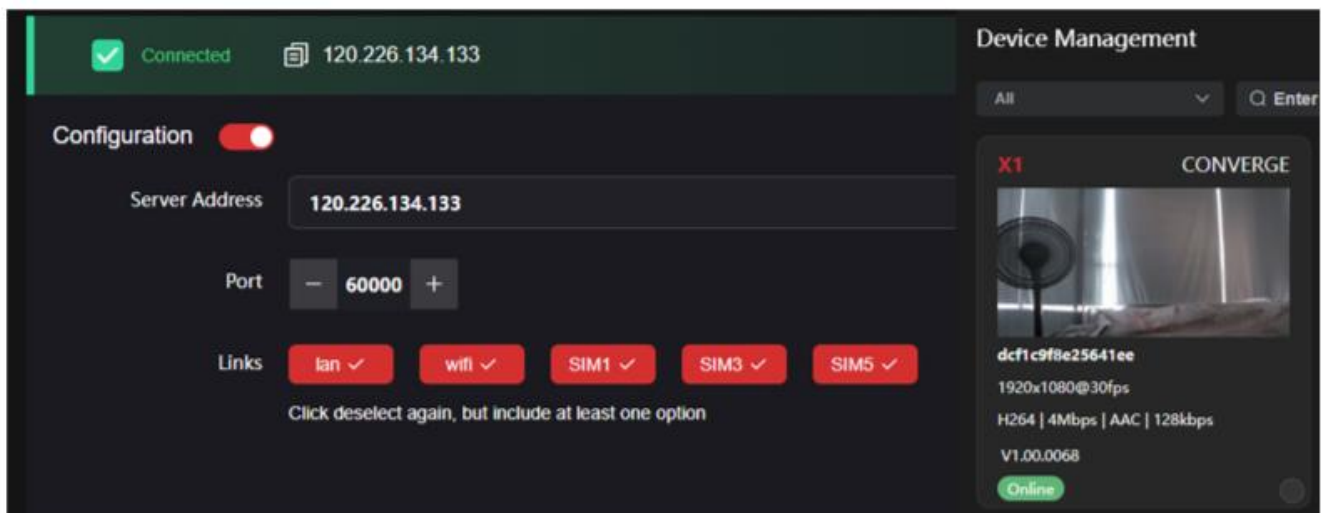 Connected 120.226.134.133
Configuration
Server Address 120.226.134.133
Port − 60000 +
Links lan wifi SIM1 SIM3 SIM5
Click deselect again, but include at least one option
Device Management
All Enter
X1 CONVERGE
dcf1c9f8e25641ee
1920x1080@30fps
H264 | 4Mbps | AAC | 128kbps
V1.00.0068
Online